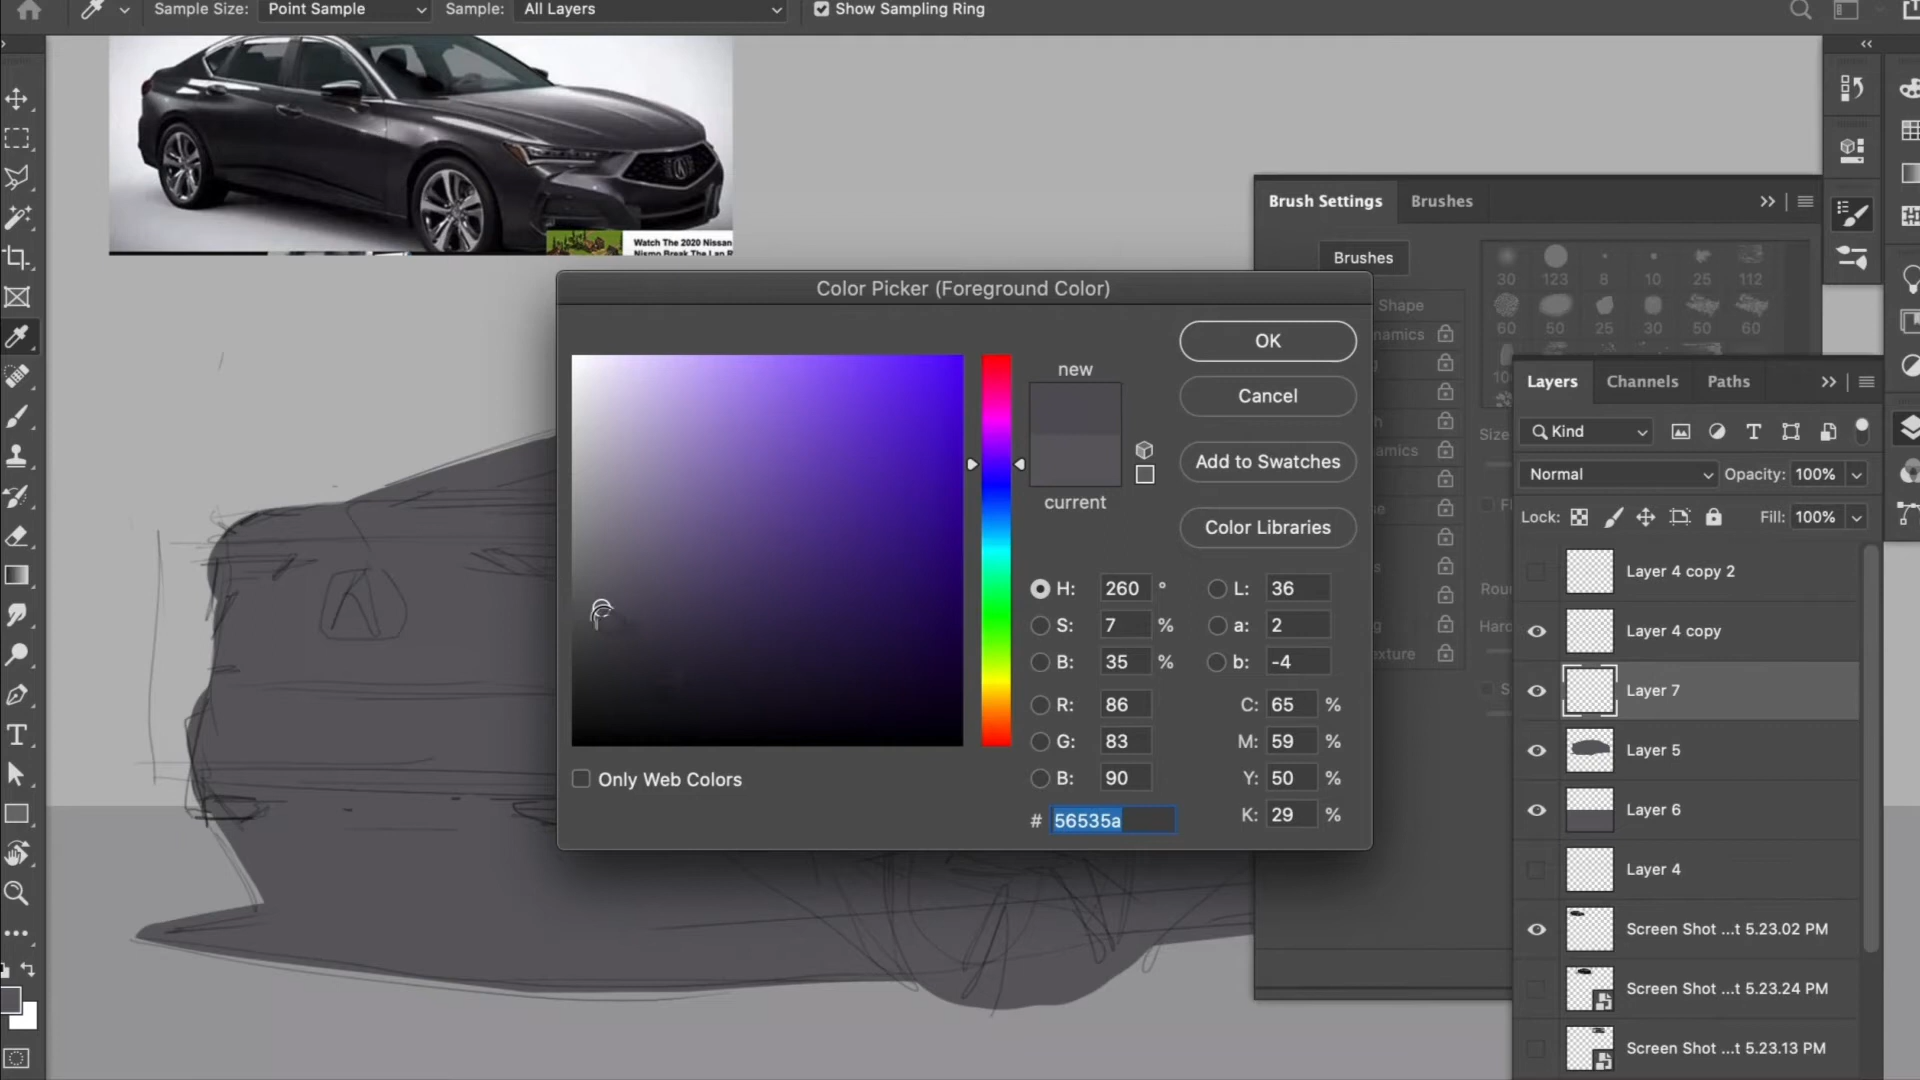 Sample Size: Point Sample Sample: All Layers Show Sampling Ring
Watch The 2020 Nissan
Nismo Break The Lap R
Brush Settings Brushes
Brushes
30 123 8 10 25 112
60 50 25 30 50 60
Shape
Color Picker (Foreground Color)
new
current
OK
Cancel
Add to Swatches
Color Libraries
H: 260 °
S: 7 %
B: 35 %
R: 86
G: 83
B: 90
# 56535a
L: 36
a: 2
b: -4
C: 65 %
M: 59 %
Y: 50 %
K: 29 %
Only Web Colors
Size
Layers Channels Paths
Kind
Normal Opacity: 100%
Lock: Fill: 100%
Layer 4 copy 2
Layer 4 copy
Layer 7
Layer 5
Layer 6
Layer 4
Screen Shot ...t 5.23.02 PM
Screen Shot ...t 5.23.24 PM
Screen Shot ...t 5.23.13 PM